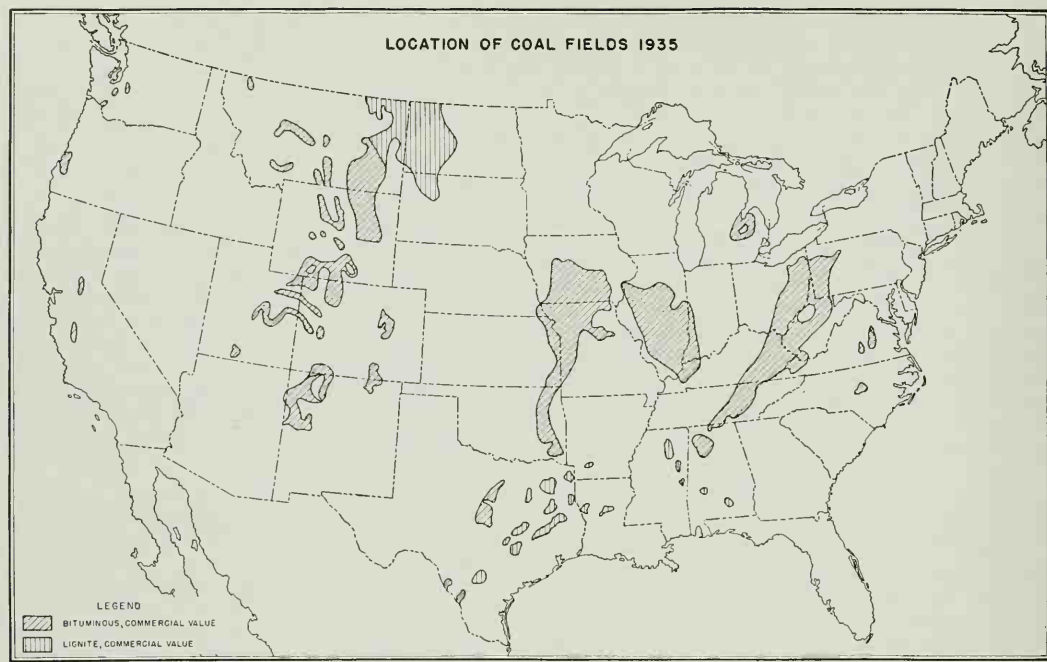 LOCATION OF COAL FIELDS 1935
LEGEND
BITUMINOUS, COMMERCIAL VALUE
LIGNITE, COMMERCIAL VALUE